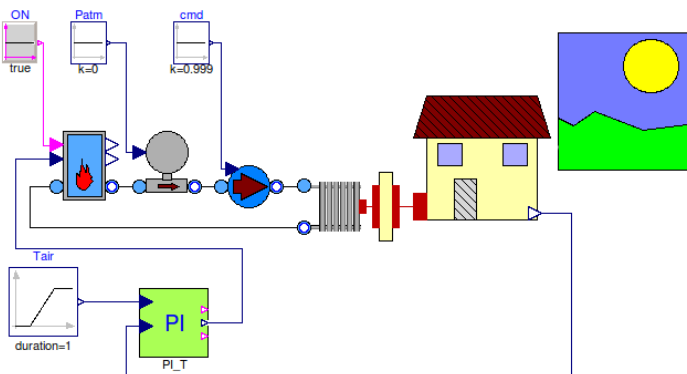 ON
Patm
cmd
true
k=0
k=0.999
Tair
duration=1
PI
PI_T